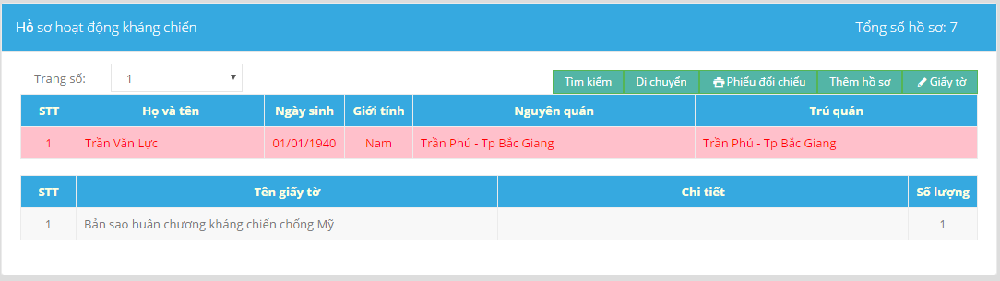 Hồ sơ hoạt động kháng chiến Tổng số hồ sơ: 7
Trang số: 1
Tìm kiếm Di chuyển Phiếu đối chiếu Thêm hồ sơ Giấy tờ
STT Họ và tên Ngày sinh Giới tính Nguyên quán Trú quán
1 Trần Văn Lực 01/01/1940 Nam Trần Phú - Tp Bắc Giang Trần Phú - Tp Bắc Giang
STT Tên giấy tờ Chi tiết Số lượng
1 Bản sao huân chương kháng chiến chống Mỹ 1